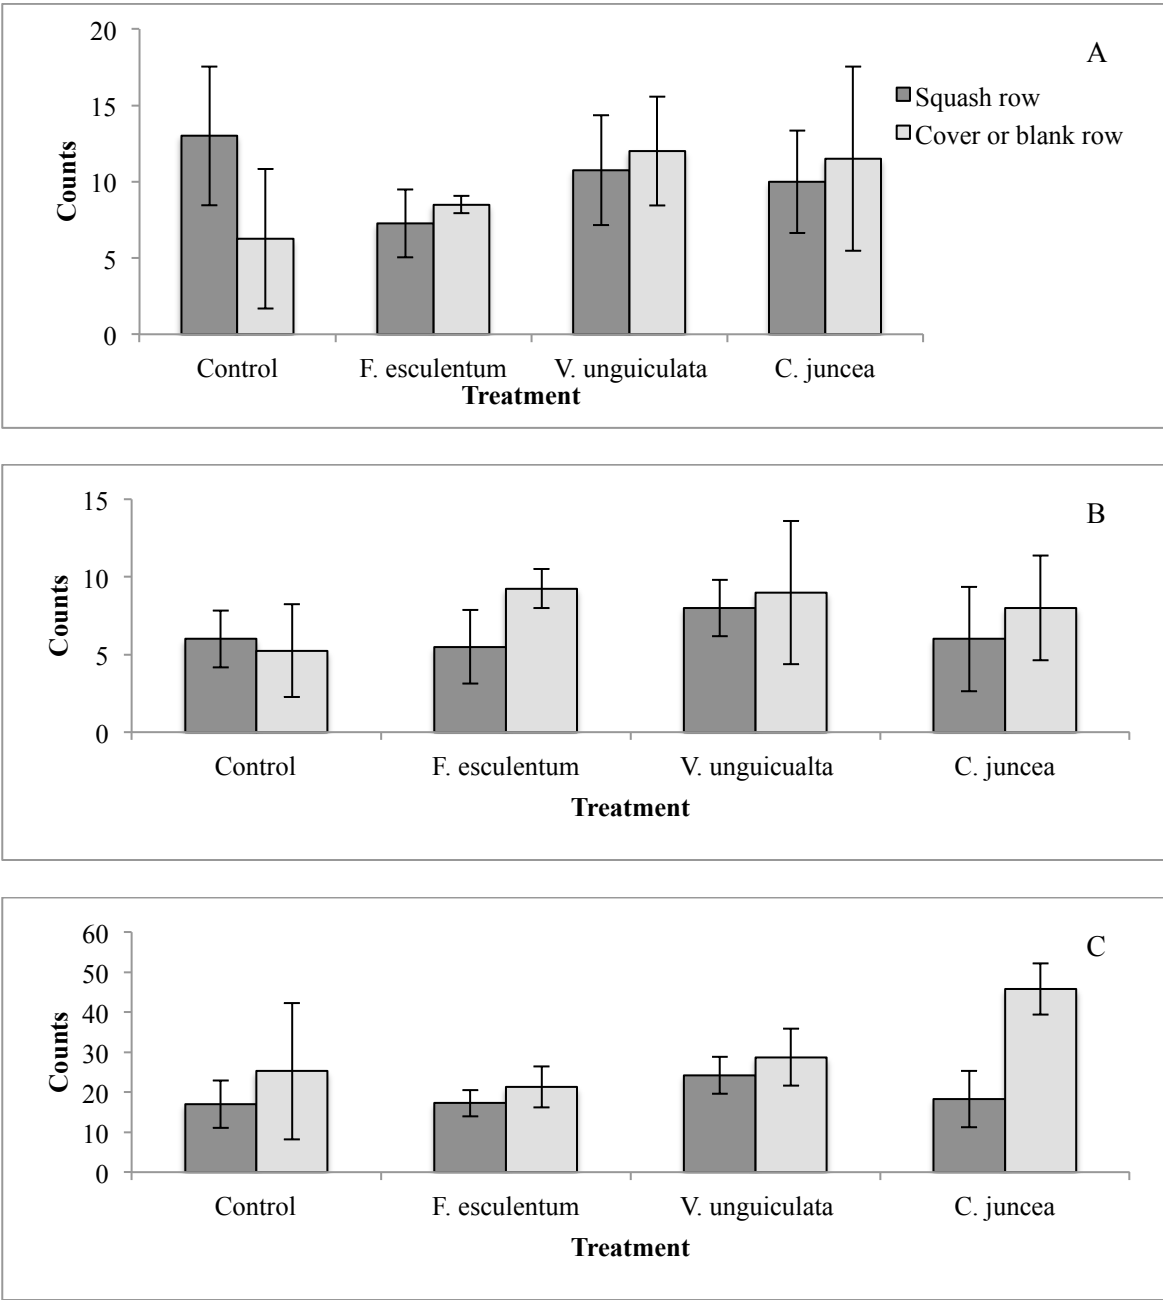 A
20
15
10
5
0
Counts
Squash row
Cover or blank row
Control F. esculentum V. unguiculata C. juncea
Treatment
B
15
10
5
0
Counts
Control F. esculentum V. unguicualta C. juncea
Treatment
C
60
50
40
30
20
10
0
Counts
Control F. esculentum V. unguiculata C. juncea
Treatment